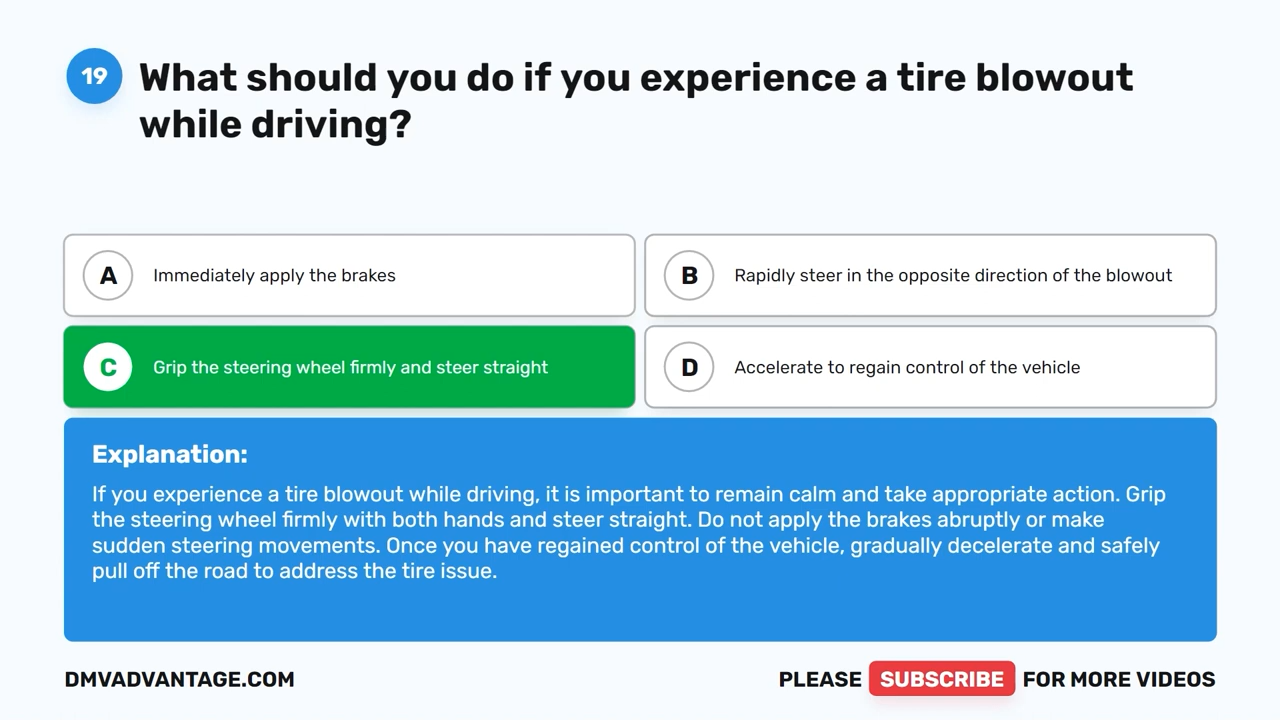 19
What should you do if you experience a tire blowout
while driving?
A
Immediately apply the brakes
B
Rapidly steer in the opposite direction of the blowout
C
Grip the steering wheel firmly and steer straight
D
Accelerate to regain control of the vehicle
Explanation:
If you experience a tire blowout while driving, it is important to remain calm and take appropriate action. Grip
the steering wheel firmly with both hands and steer straight. Do not apply the brakes abruptly or make
sudden steering movements. Once you have regained control of the vehicle, gradually decelerate and safely
pull off the road to address the tire issue.
DMVADVANTAGE.COM
PLEASE SUBSCRIBE FOR MORE VIDEOS